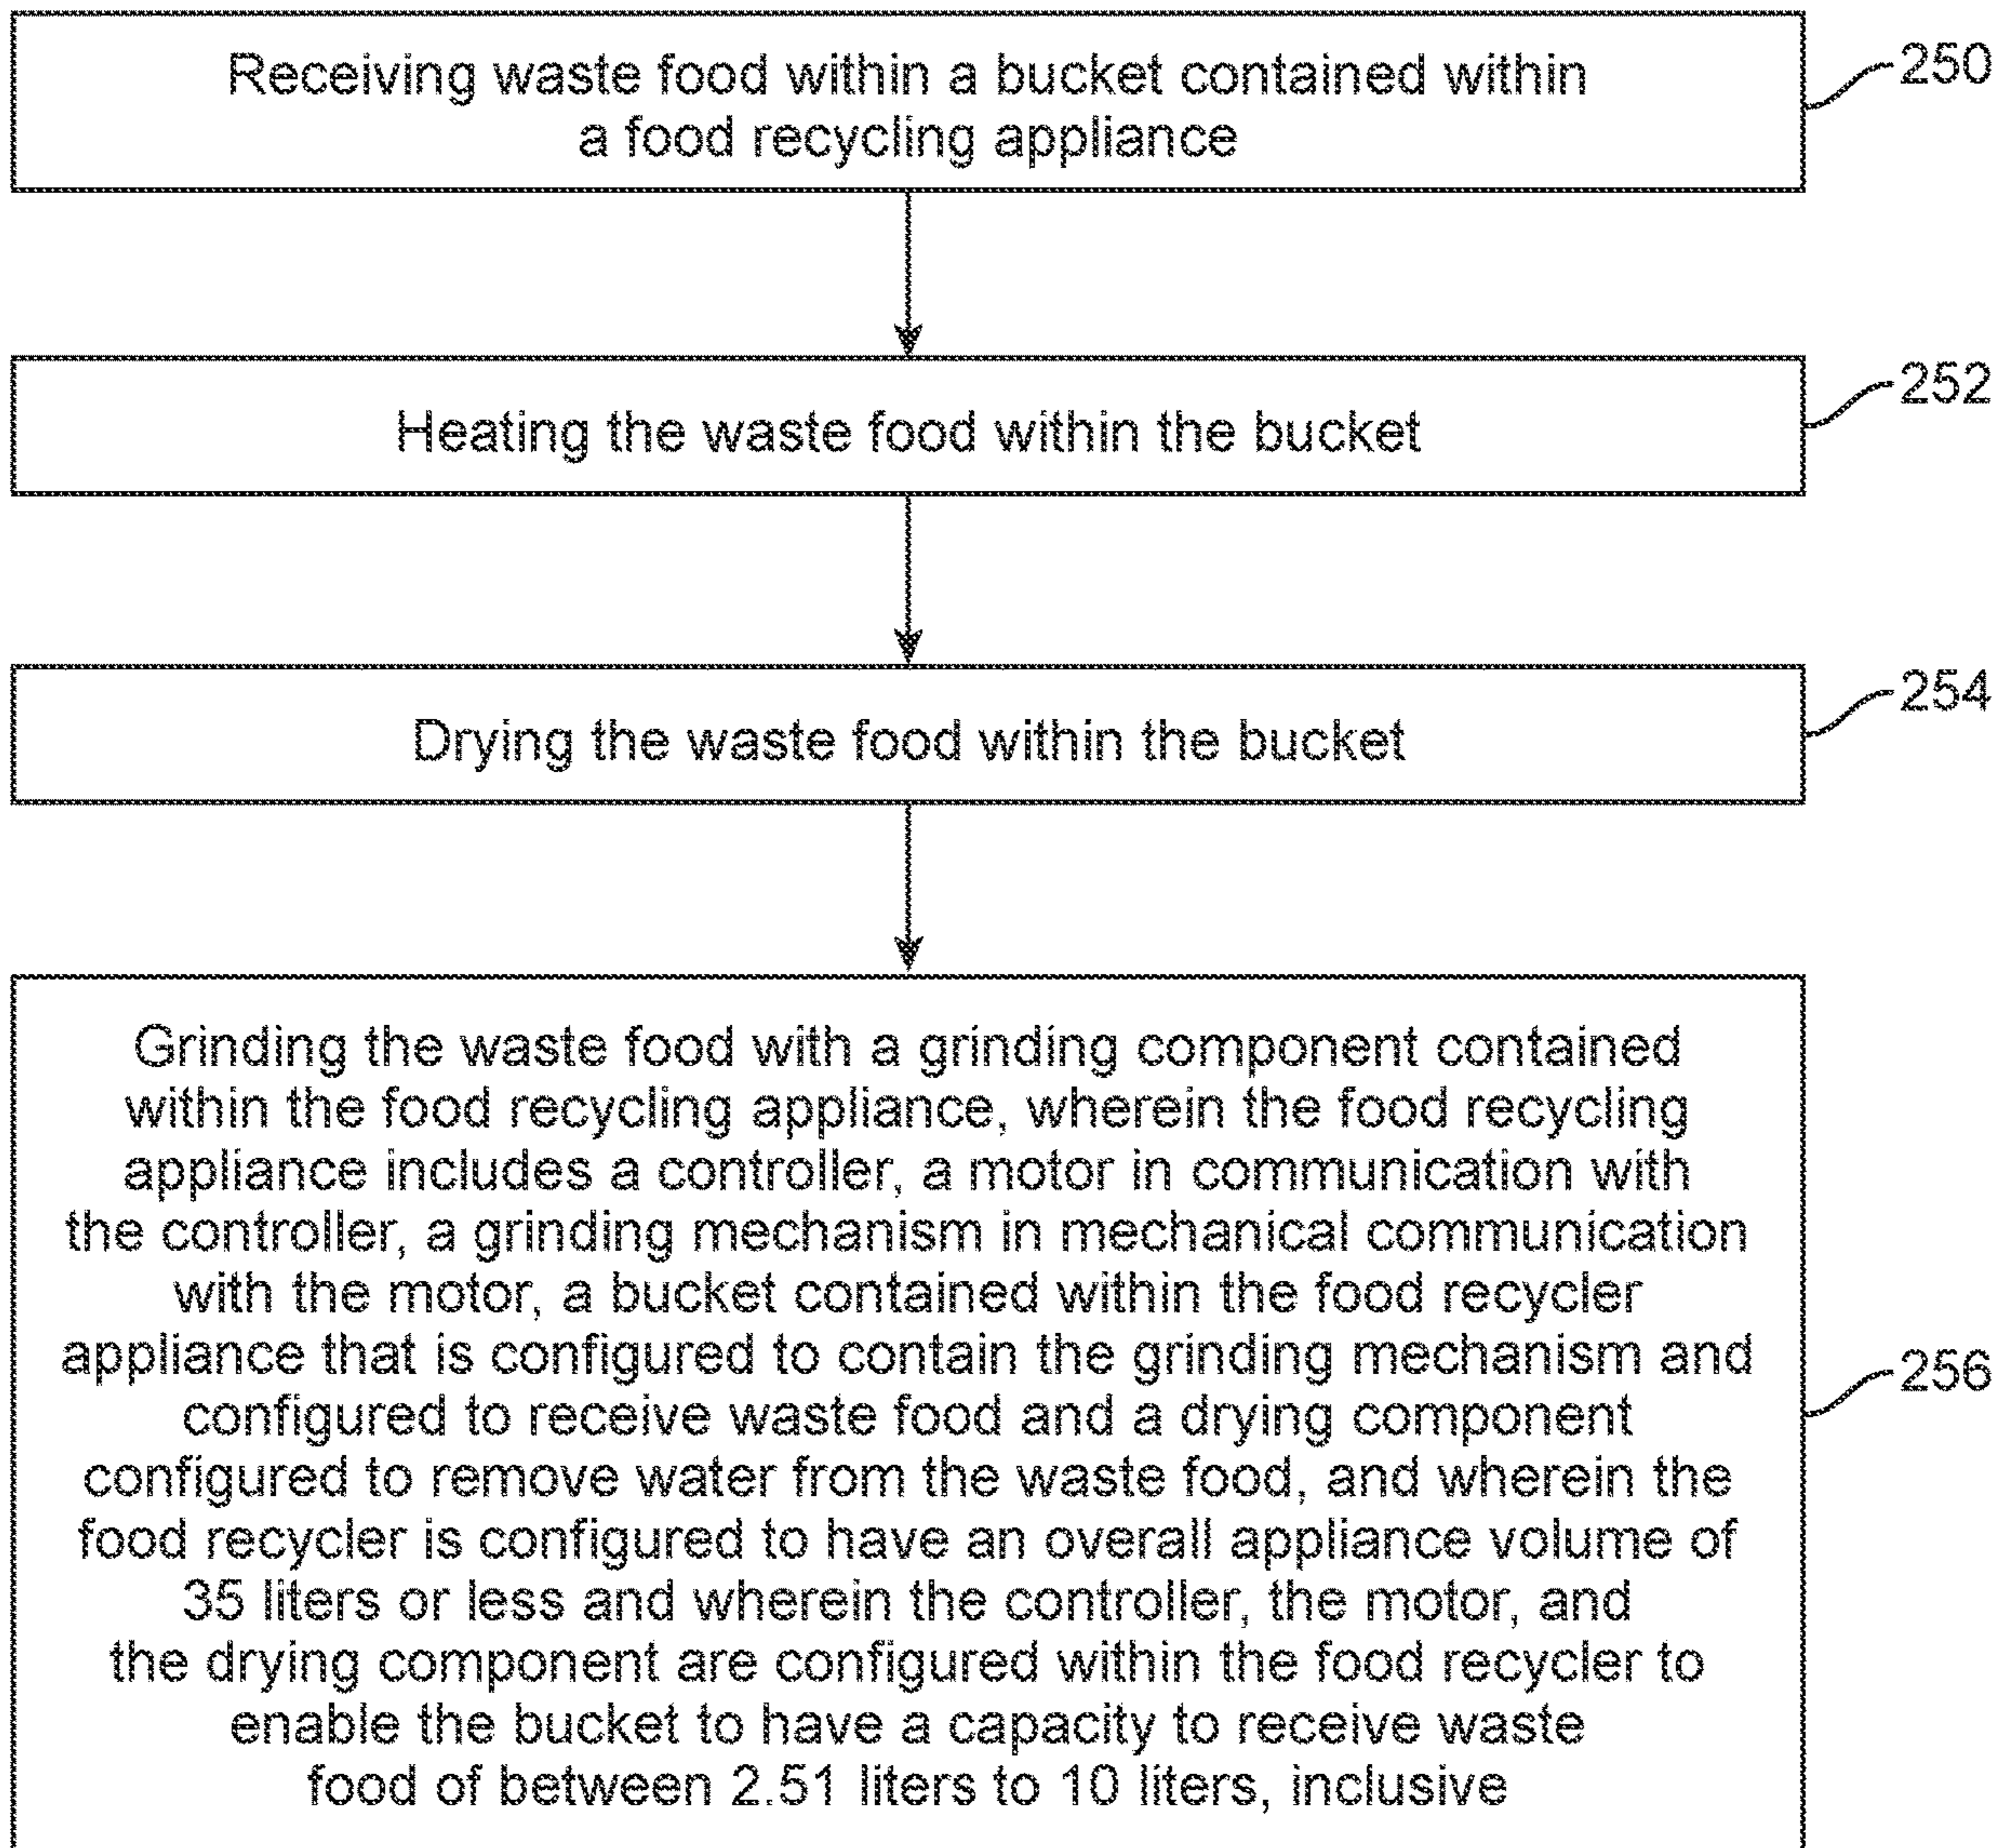 Receiving waste food within a bucket contained within
a food recycling appliance
250
Heating the waste food within the bucket
252
Drying the waste food within the bucket
254
Grinding the waste food with a grinding component contained
within the food recycling appliance, wherein the food recycling
appliance includes a controller, a motor in communication with
the controller, a grinding mechanism in mechanical communication
with the motor, a bucket contained within the food recycler
appliance that is configured to contain the grinding mechanism and
configured to receive waste food and a drying component
configured to remove water from the waste food, and wherein the
food recycler is configured to have an overall appliance volume of
35 liters or less and wherein the controller, the motor, and
the drying component are configured within the food recycler to
enable the bucket to have a capacity to receive waste
food of between 2.51 liters to 10 liters, inclusive
256